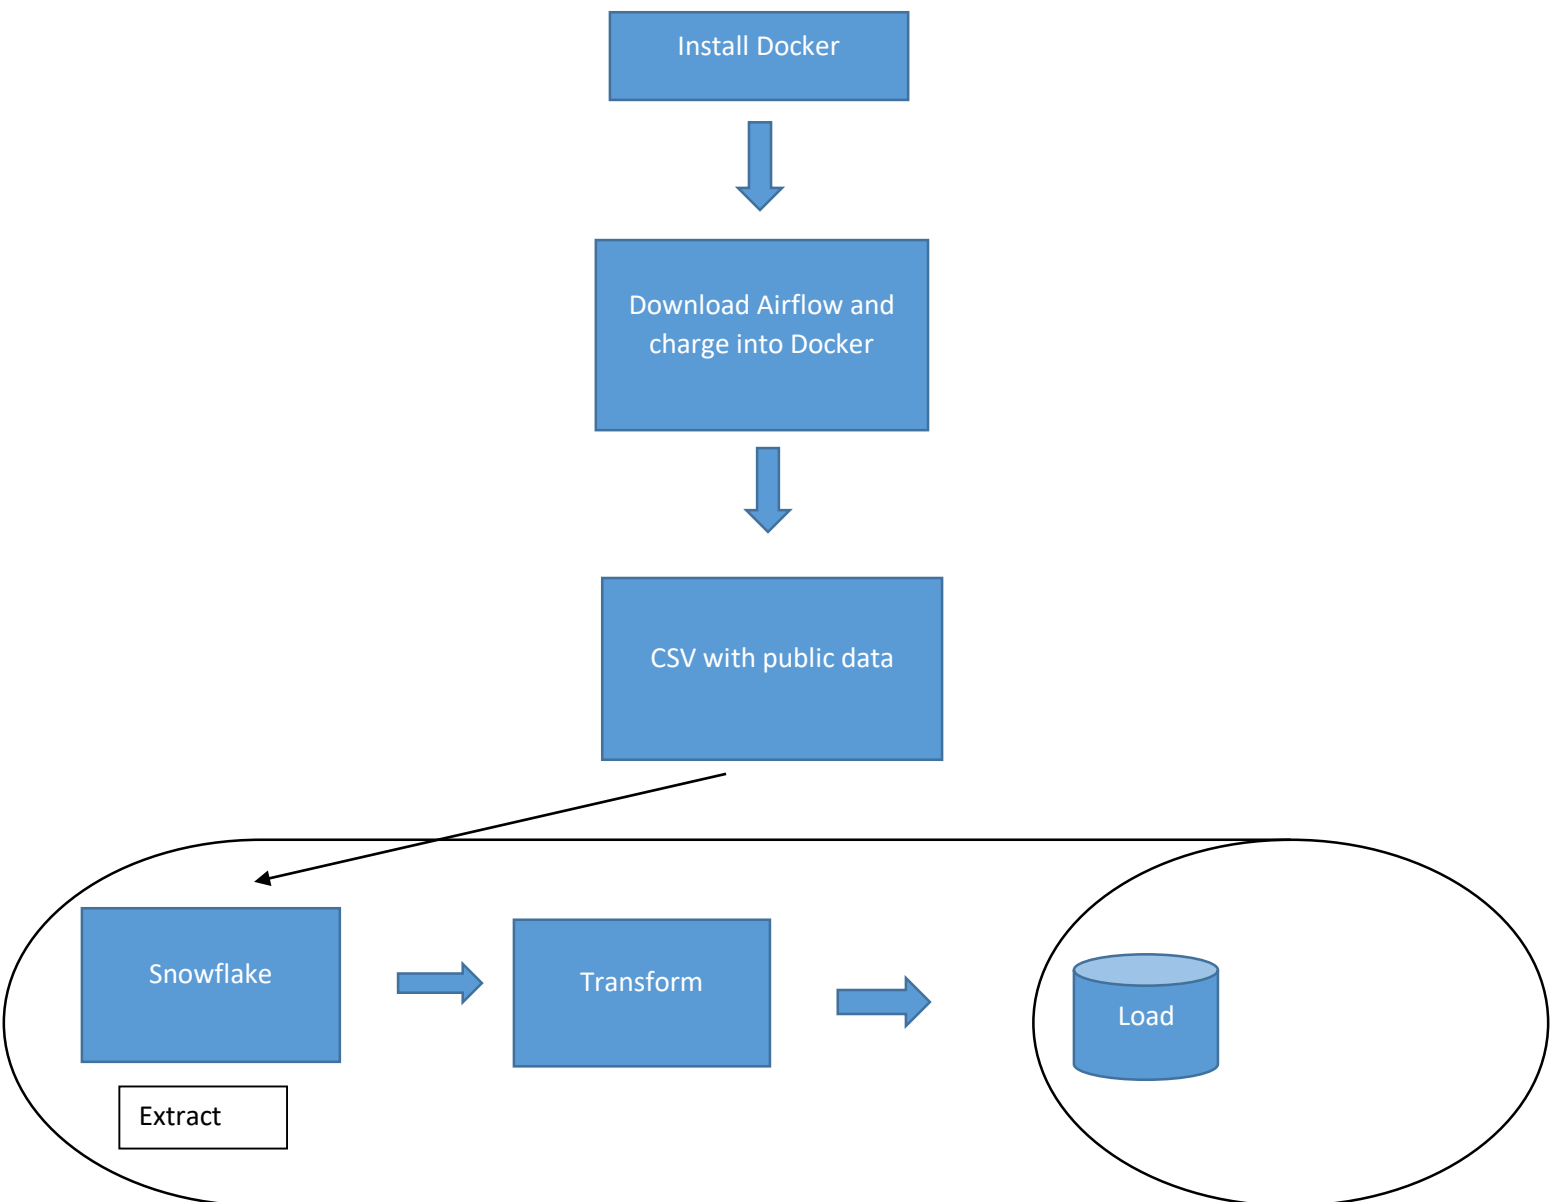 Install Docker
Download Airflow and
charge into Docker
CSV with public data
Snowflake
Transform
Load
Extract